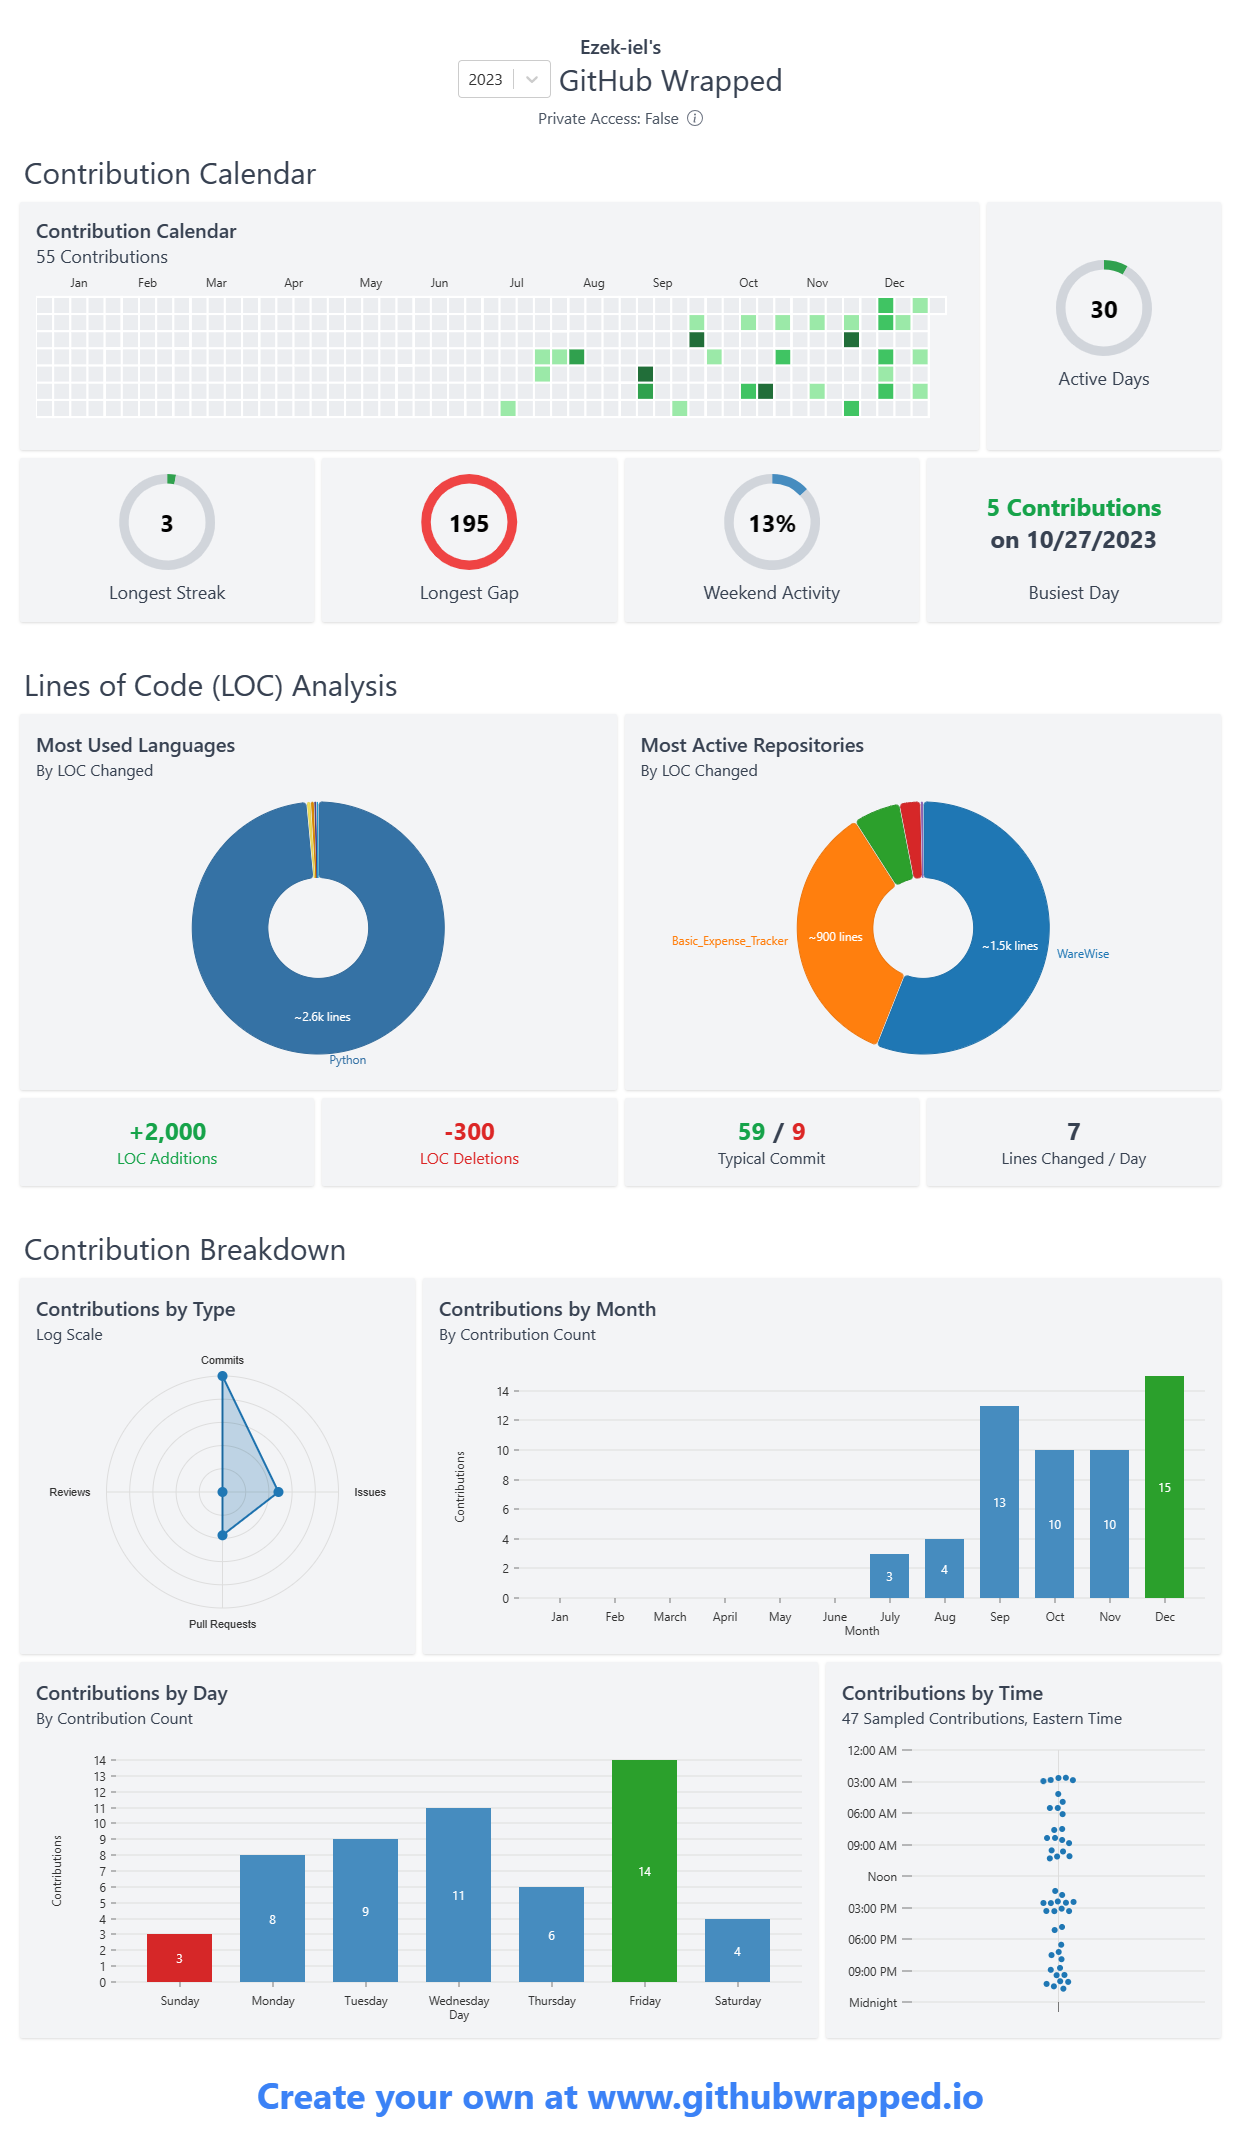 Ezek-iel's
2023
GitHub Wrapped
Private Access: False
Contribution Calendar
Contribution Calendar
55 Contributions
Jan Feb Mar Apr May Jun Jul Aug Sep Oct Nov Dec
30
Active Days
3
Longest Streak
195
Longest Gap
13%
Weekend Activity
5 Contributions
on 10/27/2023
Busiest Day
Lines of Code (LOC) Analysis
Most Used Languages
By LOC Changed
~2.6k lines
Python
Most Active Repositories
By LOC Changed
Basic_Expense_Tracker
~900 lines
~1.5k lines
WareWise
+2,000
LOC Additions
-300
LOC Deletions
59 / 9
Typical Commit
7
Lines Changed / Day
Contribution Breakdown
Contributions by Type
Log Scale
Commits
Reviews
Issues
Pull Requests
Contributions by Month
By Contribution Count
Contributions
14
12
10
8
6
4
2
0
3
4
13
10
10
15
Jan Feb March April May June July Aug Sep Oct Nov Dec
Month
Contributions by Day
By Contribution Count
Contributions
14
13
12
11
10
9
8
7
6
5
4
3
2
1
0
3
8
9
11
6
14
4
Sunday Monday Tuesday Wednesday Thursday Friday Saturday
Day
Contributions by Time
47 Sampled Contributions, Eastern Time
12:00 AM
03:00 AM
06:00 AM
09:00 AM
Noon
03:00 PM
06:00 PM
09:00 PM
Midnight
Create your own at www.githubwrapped.io